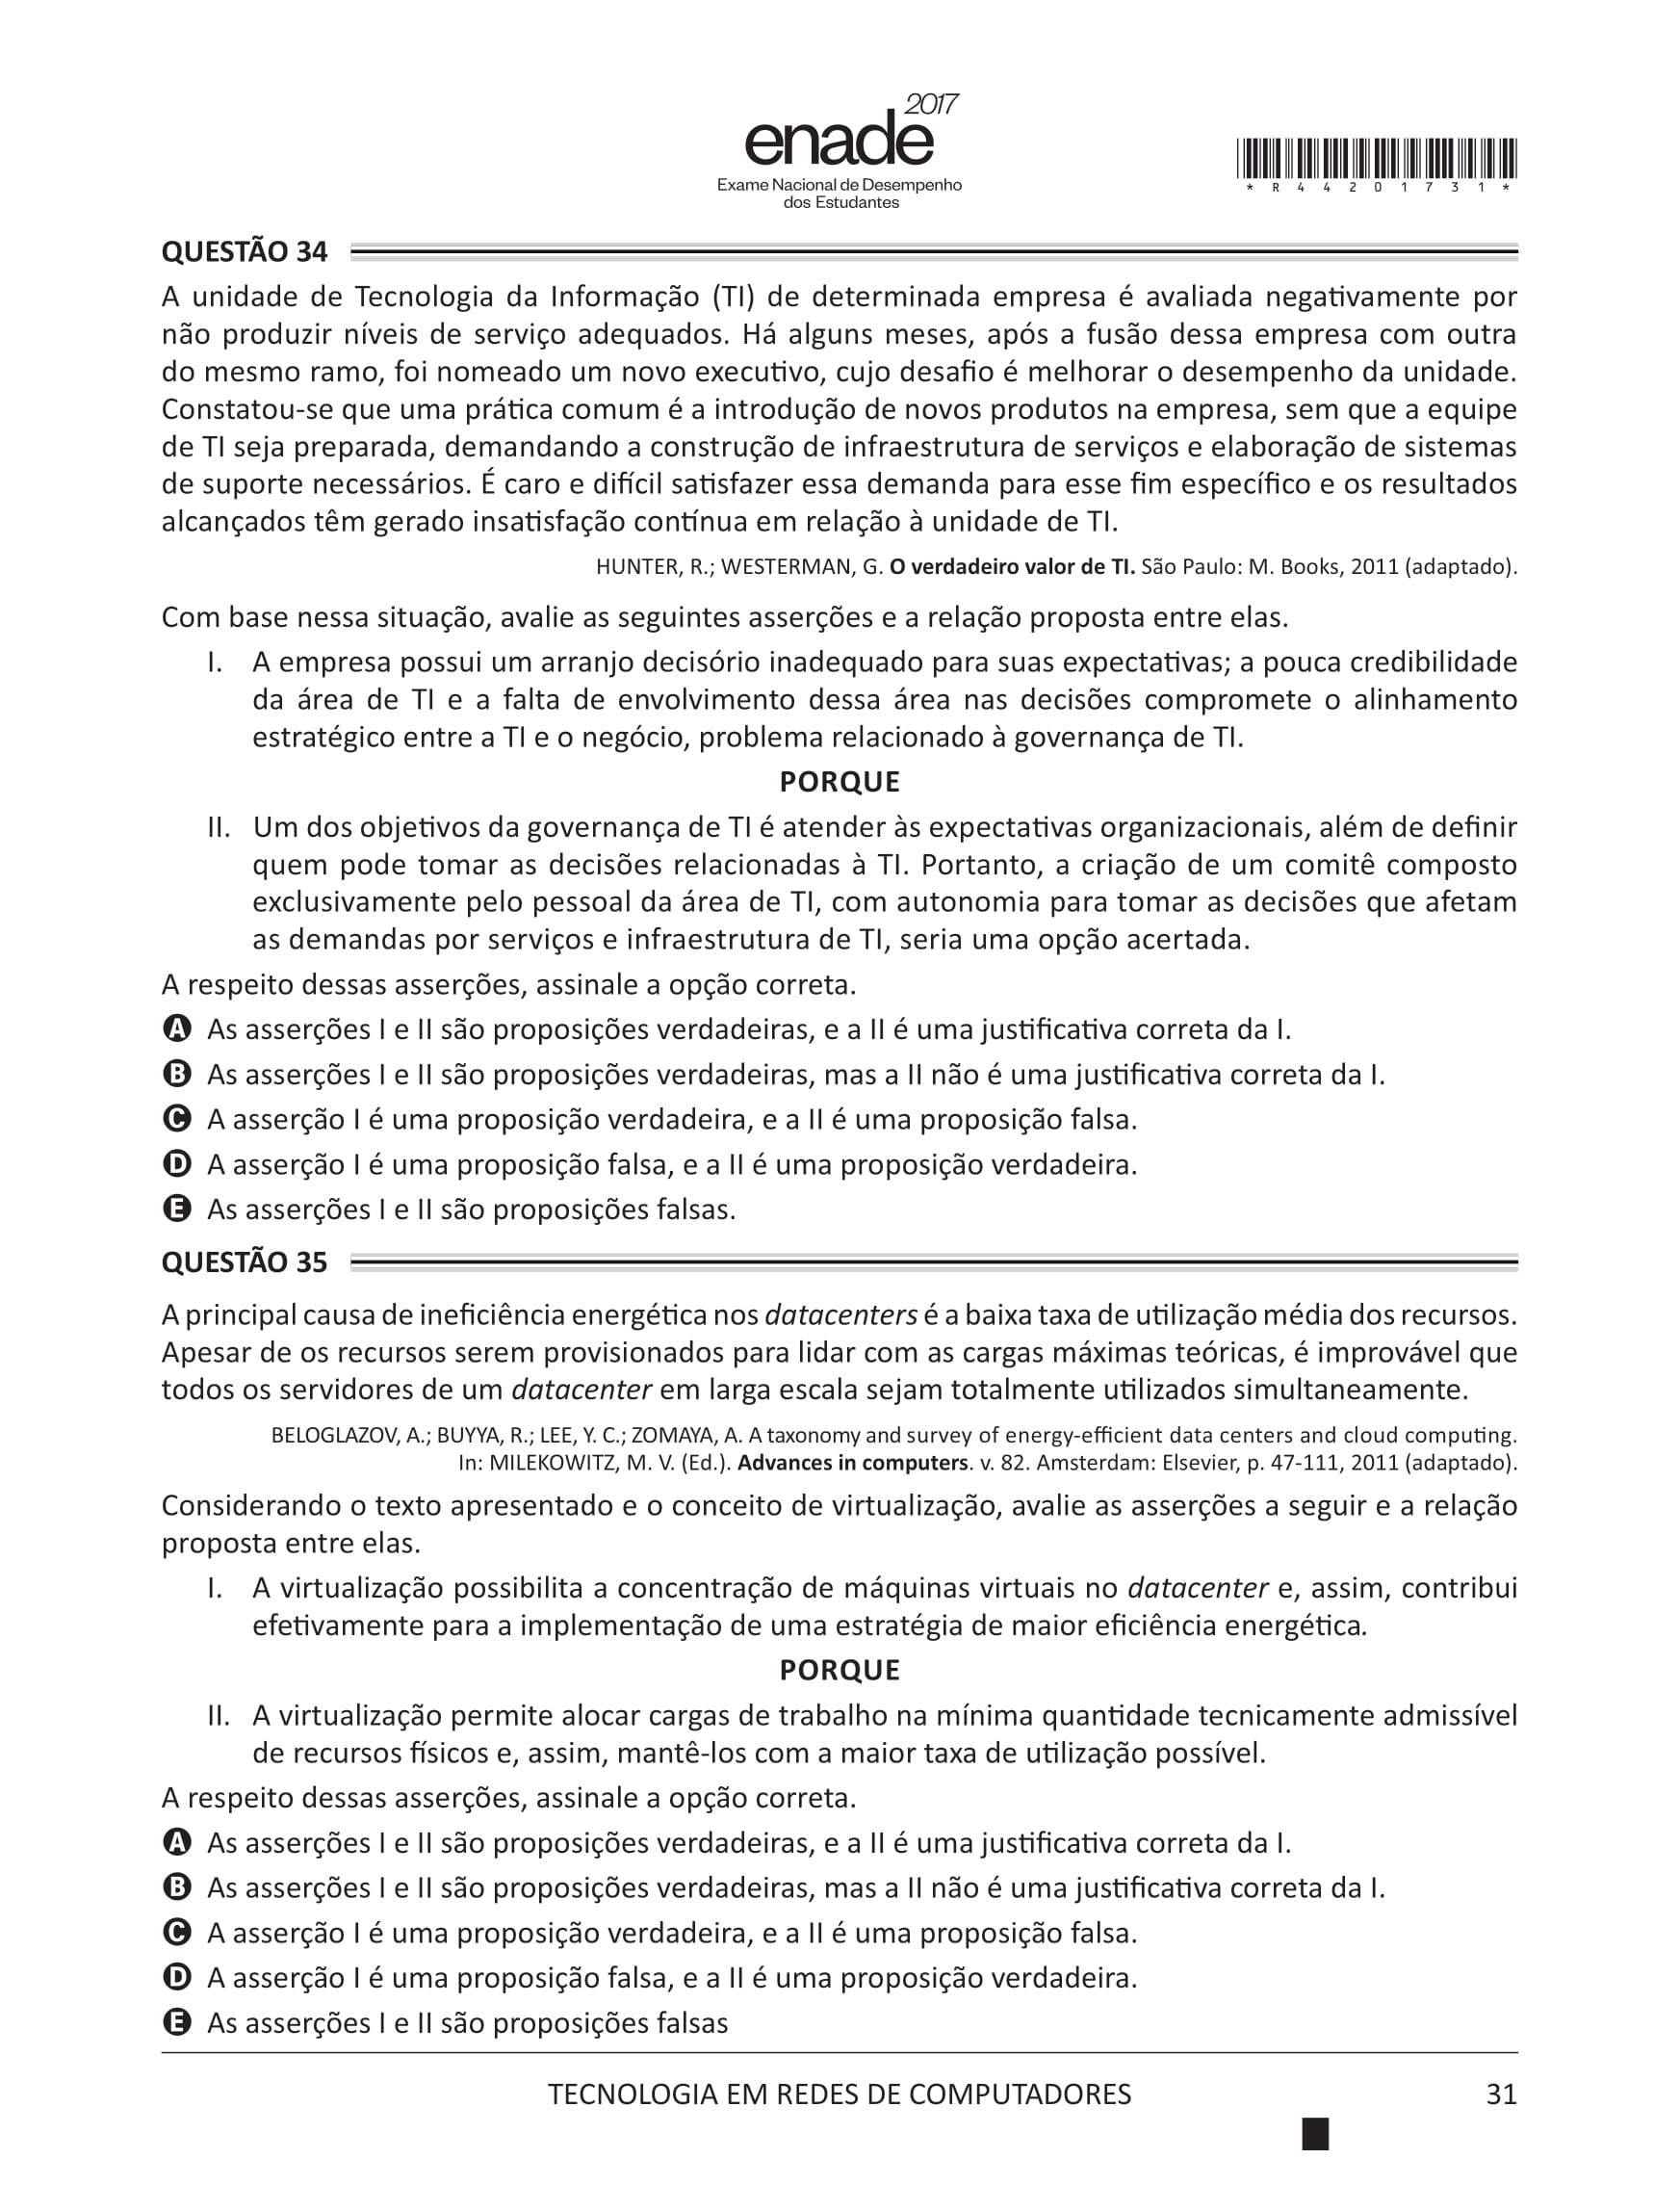 2017
enade
Exame Nacional de Desempenho
dos Estudantes
* R 4 4 2 0 1 7 3 1 *
QUESTÃO 34
A unidade de Tecnologia da Informação (TI) de determinada empresa é avaliada negativamente por
não produzir níveis de serviço adequados. Há alguns meses, após a fusão dessa empresa com outra
do mesmo ramo, foi nomeado um novo executivo, cujo desafio é melhorar o desempenho da unidade.
Constatou-se que uma prática comum é a introdução de novos produtos na empresa, sem que a equipe
de TI seja preparada, demandando a construção de infraestrutura de serviços e elaboração de sistemas
de suporte necessários. É caro e difícil satisfazer essa demanda para esse fim específico e os resultados
alcançados têm gerado insatisfação contínua em relação à unidade de TI.
HUNTER, R.; WESTERMAN, G. O verdadeiro valor de TI. São Paulo: M. Books, 2011 (adaptado).
Com base nessa situação, avalie as seguintes asserções e a relação proposta entre elas.
I. A empresa possui um arranjo decisório inadequado para suas expectativas; a pouca credibilidade
da área de TI e a falta de envolvimento dessa área nas decisões compromete o alinhamento
estratégico entre a TI e o negócio, problema relacionado à governança de TI.
PORQUE
II. Um dos objetivos da governança de TI é atender às expectativas organizacionais, além de definir
quem pode tomar as decisões relacionadas à TI. Portanto, a criação de um comitê composto
exclusivamente pelo pessoal da área de TI, com autonomia para tomar as decisões que afetam
as demandas por serviços e infraestrutura de TI, seria uma opção acertada.
A respeito dessas asserções, assinale a opção correta.
A As asserções I e II são proposições verdadeiras, e a II é uma justificativa correta da I.
B As asserções I e II são proposições verdadeiras, mas a II não é uma justificativa correta da I.
C A asserção I é uma proposição verdadeira, e a II é uma proposição falsa.
D A asserção I é uma proposição falsa, e a II é uma proposição verdadeira.
E As asserções I e II são proposições falsas.
QUESTÃO 35
A principal causa de ineficiência energética nos datacenters é a baixa taxa de utilização média dos recursos.
Apesar de os recursos serem provisionados para lidar com as cargas máximas teóricas, é improvável que
todos os servidores de um datacenter em larga escala sejam totalmente utilizados simultaneamente.
BELOGLAZOV, A.; BUYYA, R.; LEE, Y. C.; ZOMAYA, A. A taxonomy and survey of energy-efficient data centers and cloud computing.
In: MILEKOWITZ, M. V. (Ed.). Advances in computers. v. 82. Amsterdam: Elsevier, p. 47-111, 2011 (adaptado).
Considerando o texto apresentado e o conceito de virtualização, avalie as asserções a seguir e a relação
proposta entre elas.
I. A virtualização possibilita a concentração de máquinas virtuais no datacenter e, assim, contribui
efetivamente para a implementação de uma estratégia de maior eficiência energética.
PORQUE
II. A virtualização permite alocar cargas de trabalho na mínima quantidade tecnicamente admissível
de recursos físicos e, assim, mantê-los com a maior taxa de utilização possível.
A respeito dessas asserções, assinale a opção correta.
A As asserções I e II são proposições verdadeiras, e a II é uma justificativa correta da I.
B As asserções I e II são proposições verdadeiras, mas a II não é uma justificativa correta da I.
C A asserção I é uma proposição verdadeira, e a II é uma proposição falsa.
D A asserção I é uma proposição falsa, e a II é uma proposição verdadeira.
E As asserções I e II são proposições falsas
TECNOLOGIA EM REDES DE COMPUTADORES
31